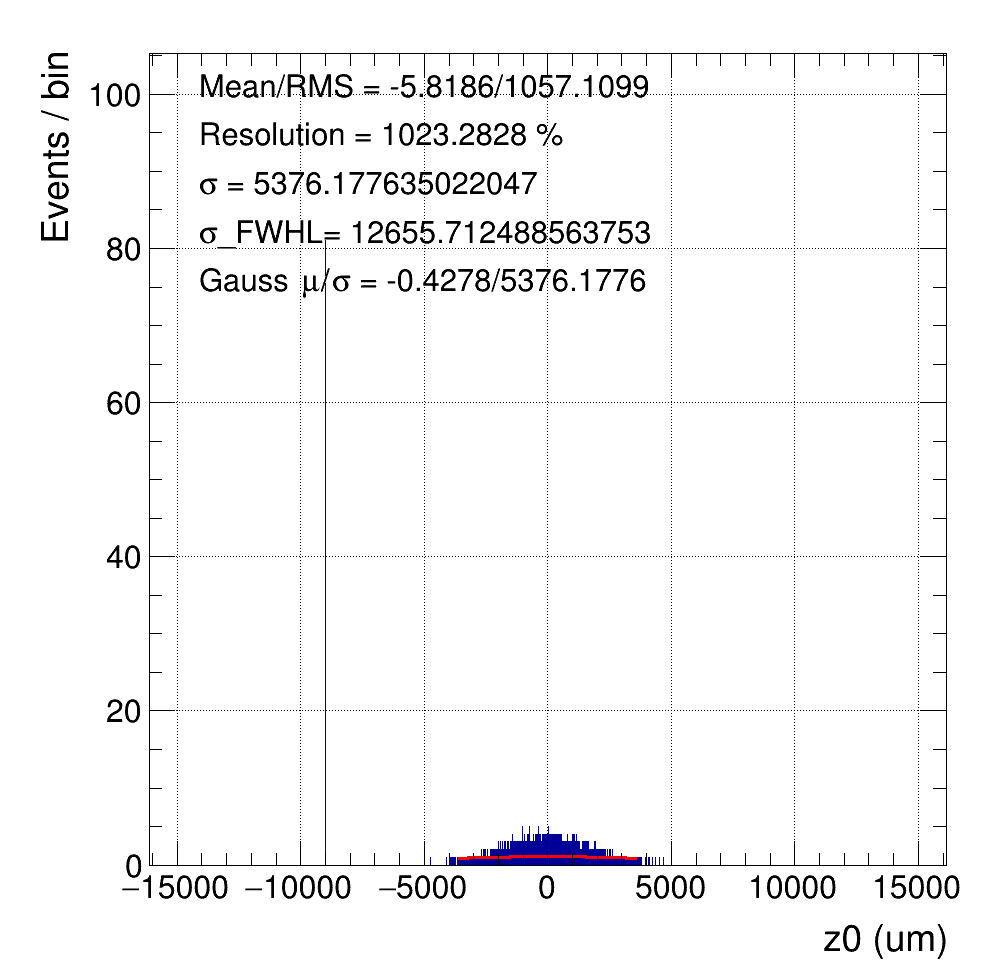 Events / bin
100
80
60
40
20
0
Mean/RMS = -5.8186/1057.1099
Resolution = 1023.2828 %
σ = 5376.177635022047
σ_FWHL= 12655.712488563753
Gauss μ/σ = -0.4278/5376.1776
−15000 −10000 −5000 0 5000 10000 15000
z0 (um)